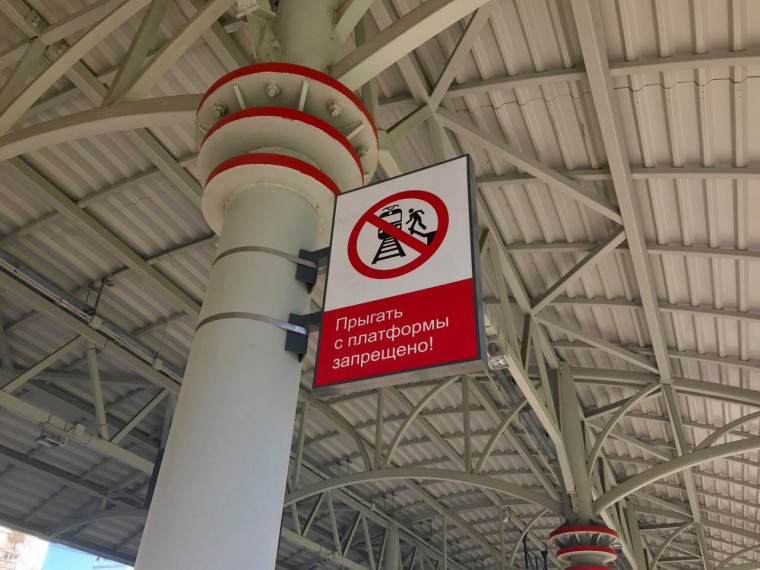 Прыгать
с платформы
запрещено!